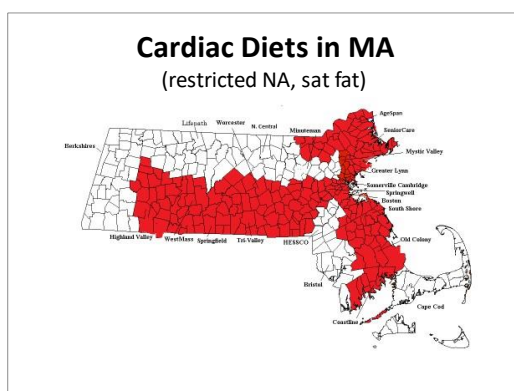 Cardiac Diets in MA
(restricted NA, sat fat)
AgeSpan
Lifepath Worcester N. Central Minuteman SeniorCare
Berkshires Mystic Valley
Greater Lynn
Somerville Cambridge
Springwell
Boston
South Shore
Highland Valley WestMass Springfield Tri-Valley HESSCO Old Colony
Bristol
Cape Cod
Coastline